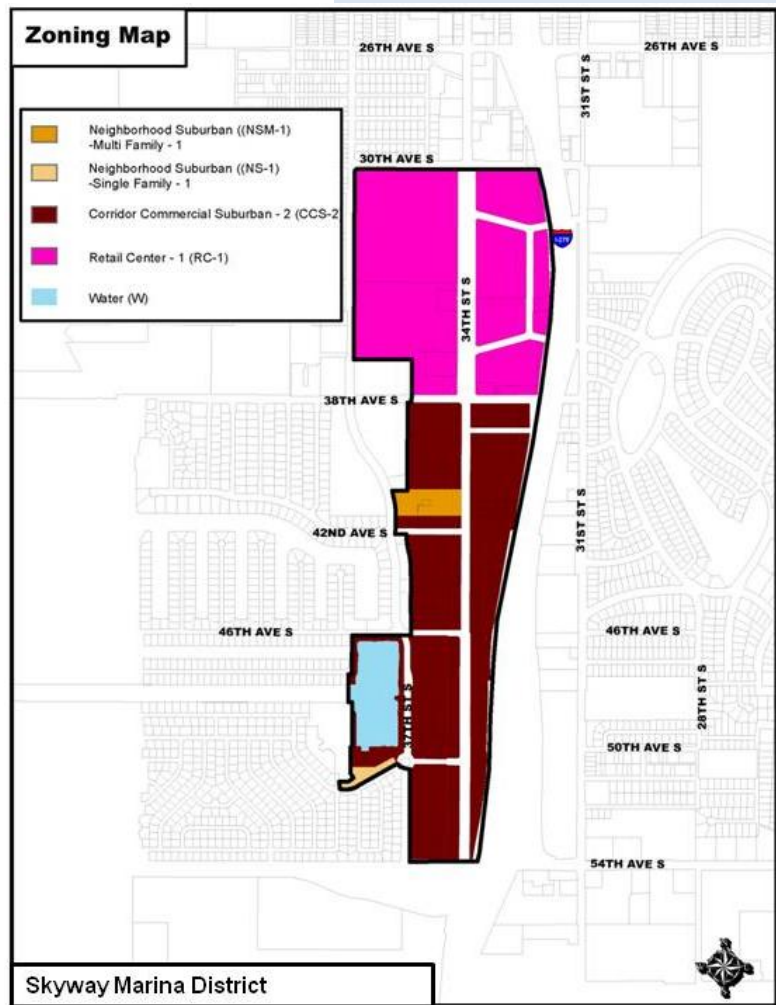 Zoning Map
26TH AVE S
26TH AVE S
31ST ST S
Neighborhood Suburban ((NSM-1)
-Multi Family - 1
Neighborhood Suburban ((NS-1)
-Single Family - 1
Corridor Commercial Suburban - 2 (CCS-2
Retail Center - 1 (RC-1)
Water (W)
30TH AVE S
I-275
34TH ST S
38TH AVE S
42ND AVE S
31ST ST S
46TH AVE S
46TH AVE S
37TH ST S
28TH ST S
50TH AVE S
54TH AVE S
Skyway Marina District